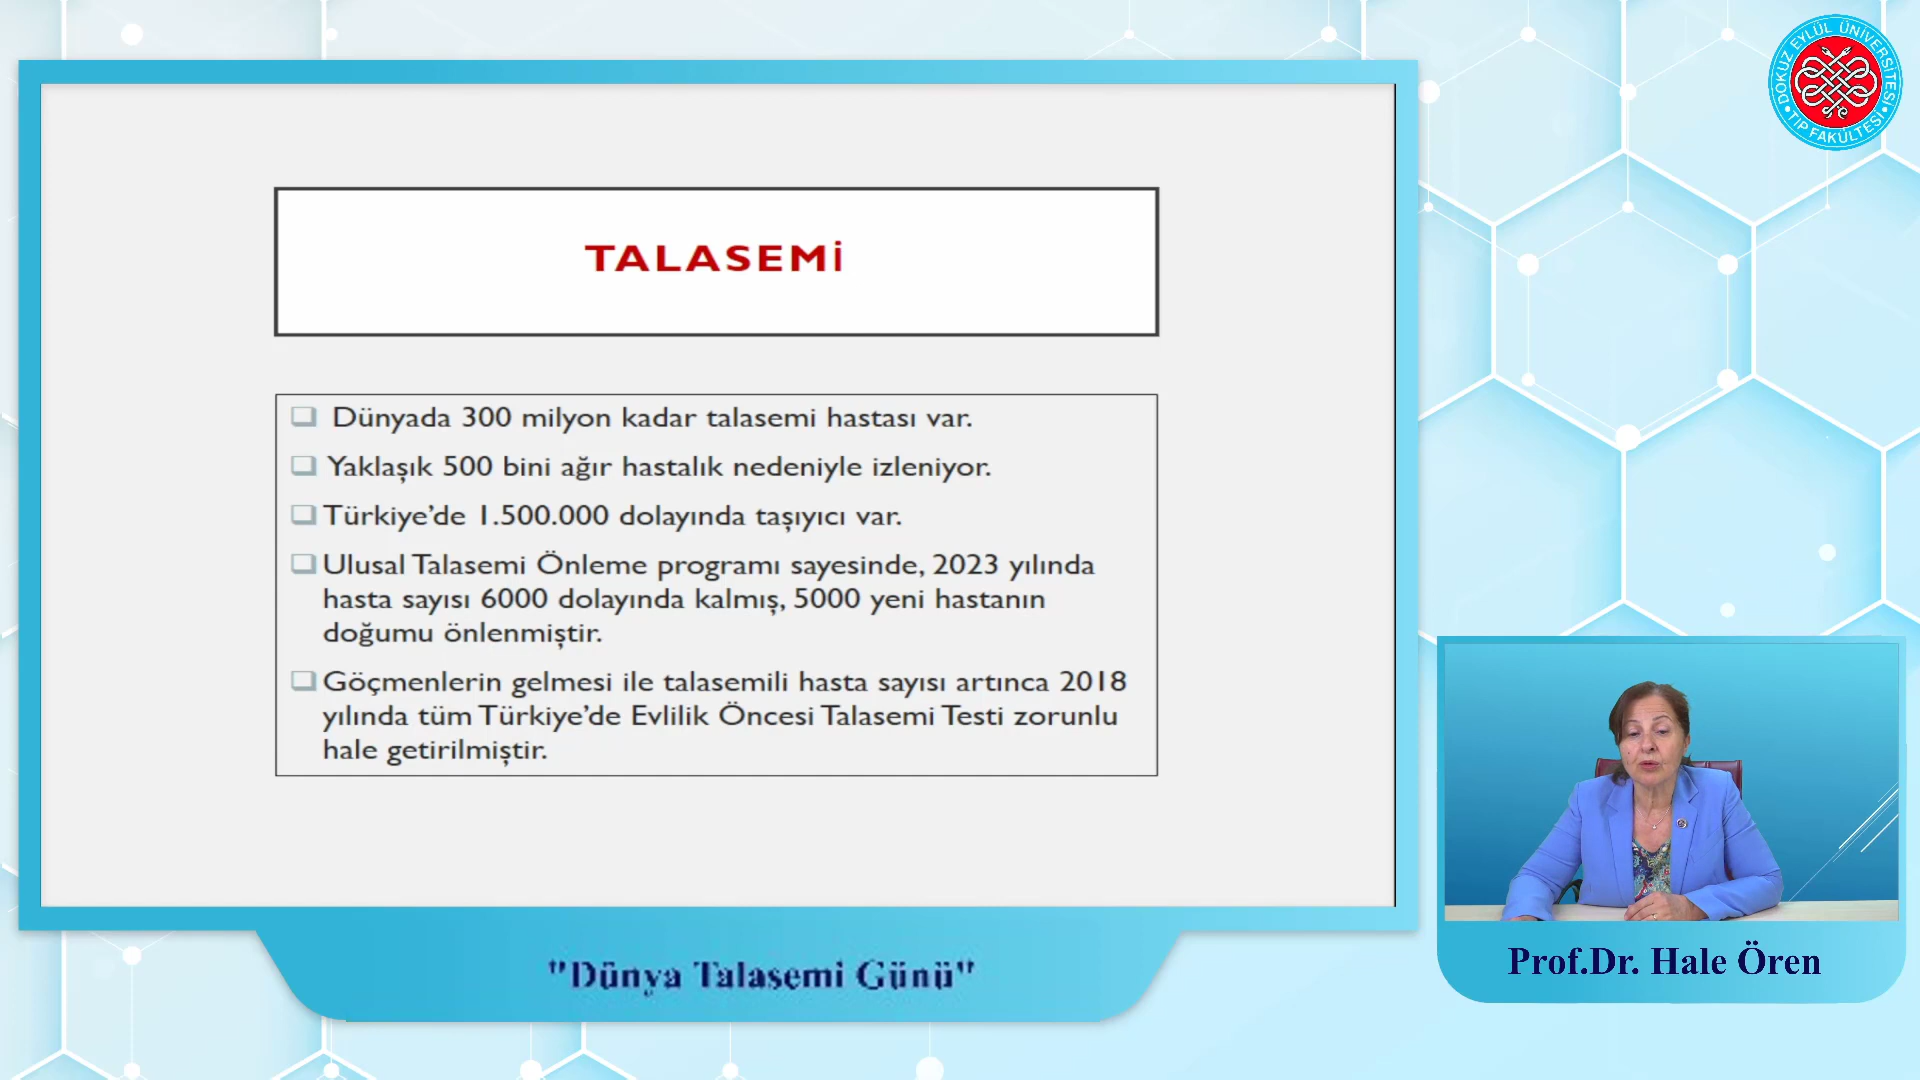 DOKUZ EYLÜL ÜNİVERSİTESİ
TIP FAKÜLTESİ
TALASEMİ
Dünyada 300 milyon kadar talasemi hastası var.
Yaklaşık 500 bini ağır hastalık nedeniyle izleniyor.
Türkiye’de 1.500.000 dolayında taşıyıcı var.
Ulusal Talasemi Önleme programı sayesinde, 2023 yılında
hasta sayısı 6000 dolayında kalmış, 5000 yeni hastanın
doğumu önlenmiştir.
Göçmenlerin gelmesi ile talasemili hasta sayısı artınca 2018
yılında tüm Türkiye’de Evlilik Öncesi Talasemi Testi zorunlu
hale getirilmiştir.
"Dünya Talasemi Günü"
Prof.Dr. Hale Ören